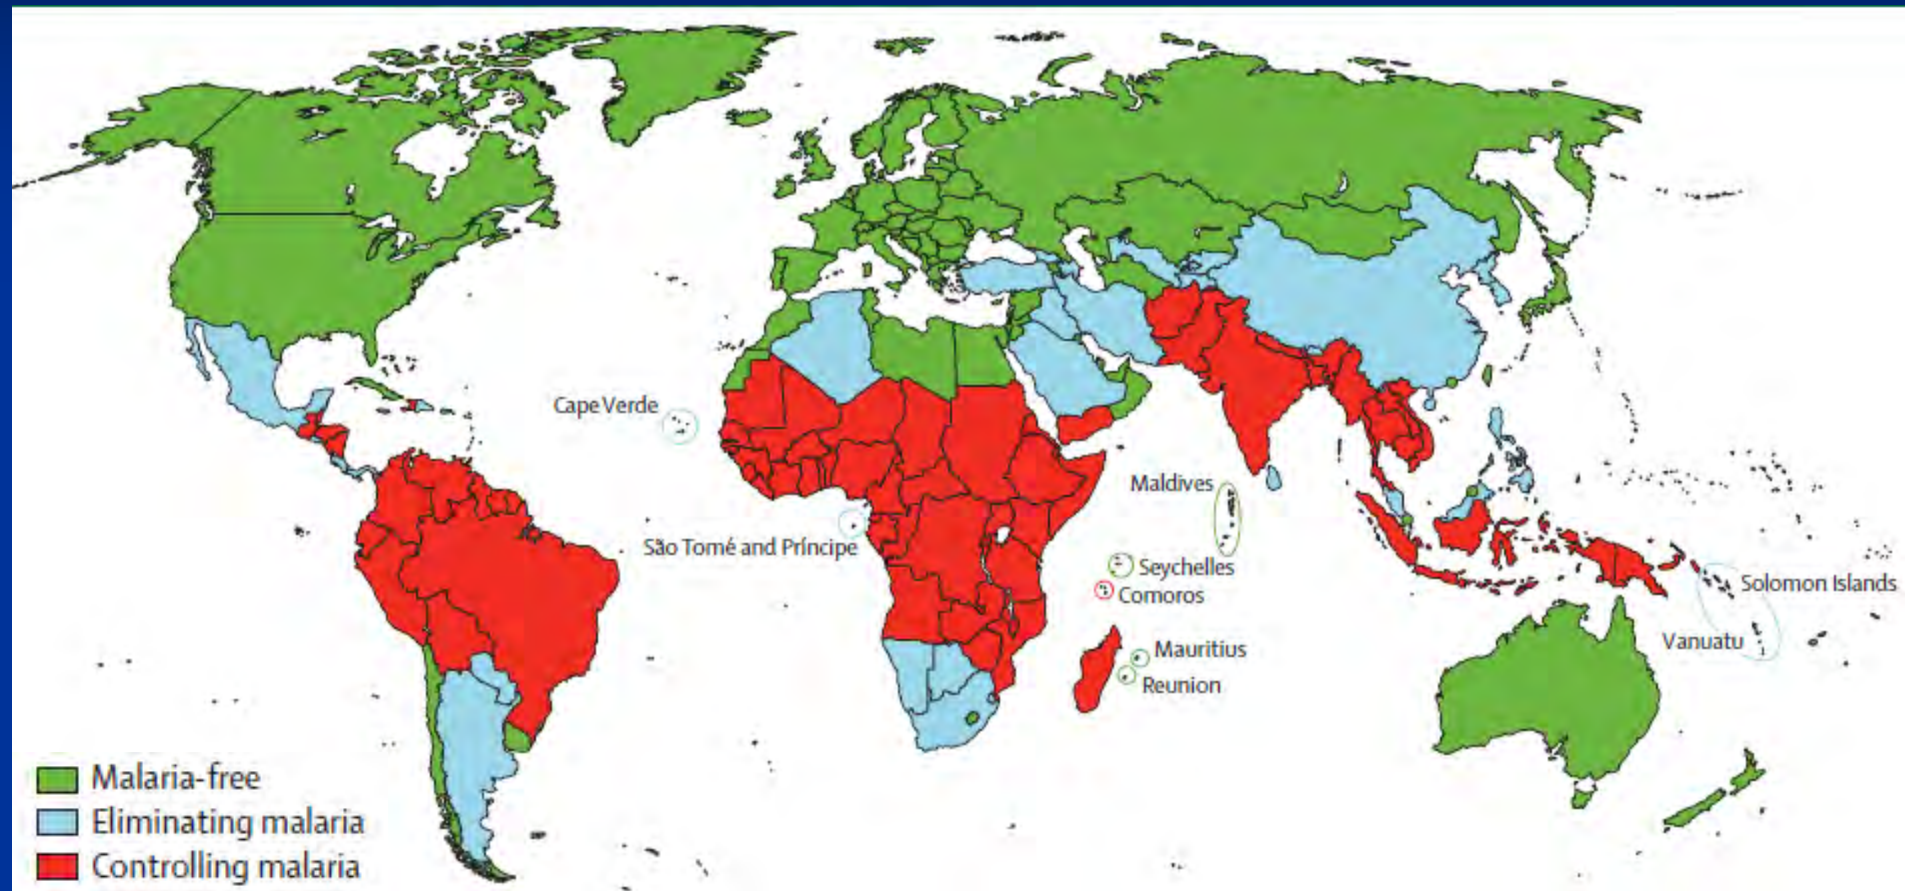 Cape Verde
São Tomé and Príncipe
Maldives
Seychelles
Comoros
Mauritius
Reunion
Solomon Islands
Vanuatu
Malaria-free
Eliminating malaria
Controlling malaria